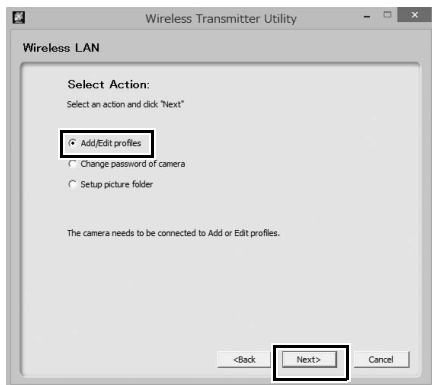 Wireless Transmitter Utility
Wireless LAN
Select Action:
Select an action and click "Next"
Add/Edit profiles
Change password of camera
Setup picture folder
The camera needs to be connected to Add or Edit profiles.
<Back Next> Cancel